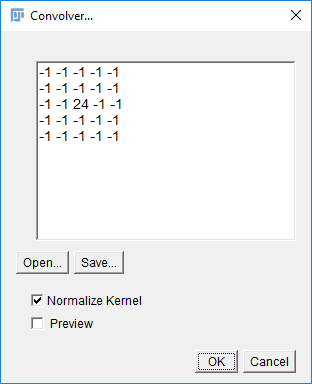 Convolver...
-1 -1 -1 -1 -1
-1 -1 -1 -1 -1
-1 -1 24 -1 -1
-1 -1 -1 -1 -1
-1 -1 -1 -1 -1
Open... Save...
Normalize Kernel
Preview
OK Cancel